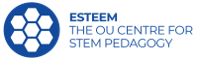 ESTEEM
THE OU CENTRE FOR
STEM PEDAGOGY